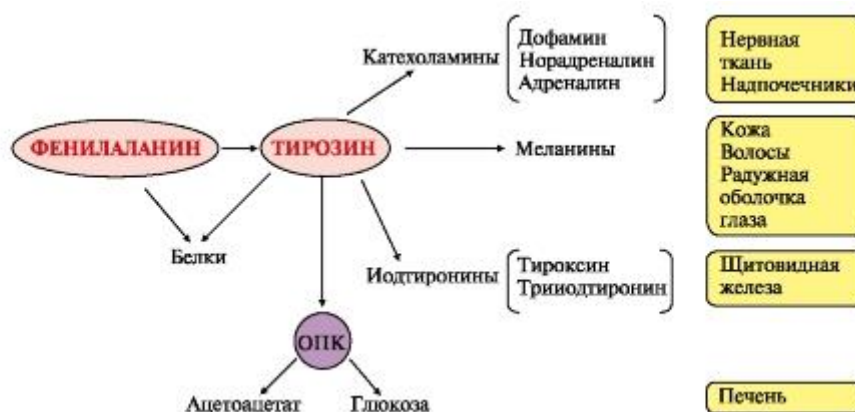 Катехоламины
Дофамин
Норадреналин
Адреналин
Нервная
ткань
Надпочечники
ФЕНИЛАЛАНИН
ТИРОЗИН
Меланины
Кожа
Волосы
Радужная
оболочка
глаза
Белки
Иодтиронины
Тироксин
Трииодтиронин
Щитовидная
железа
ОПК
Ацетоацетат
Глюкоза
Печень